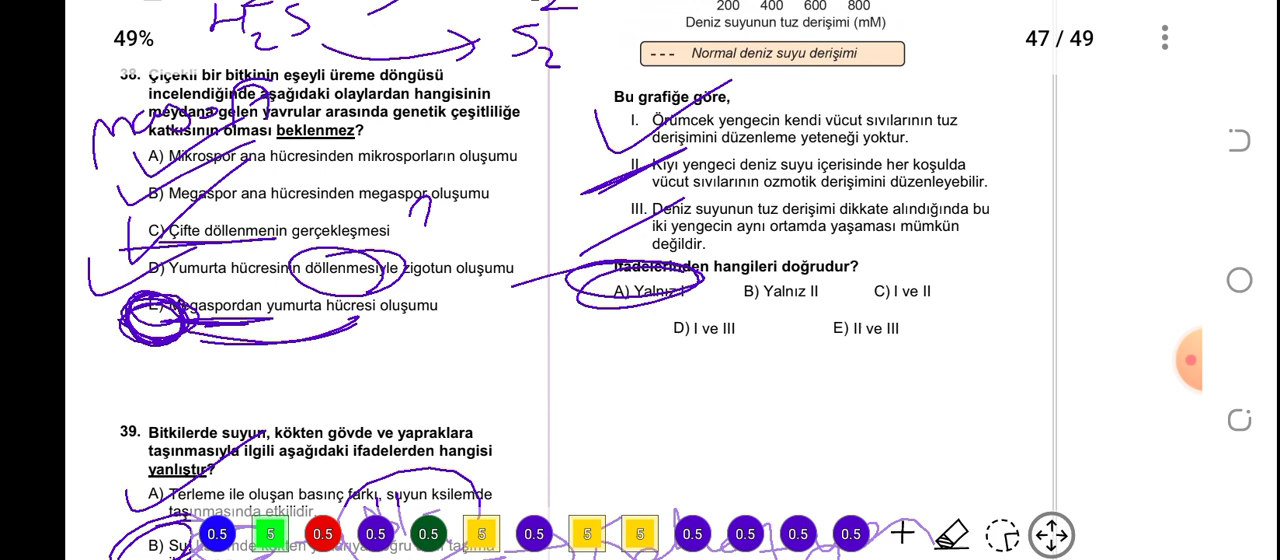 200 400 600 800
Deniz suyunun tuz derişimi (mM)
49%
H2S S2
--- Normal deniz suyu derişimi
47 / 49
38. Çiçekli bir bitkinin eşeyli üreme döngüsü
incelendiğinde aşağıdaki olaylardan hangisinin
meydana gelen yavrular arasında genetik çeşitliliğe
katkısının olması beklenmez?
A) Mikrospor ana hücresinden mikrosporların oluşumu
B) Megaspor ana hücresinden megaspor oluşumu
C) Çifte döllenmenin gerçekleşmesi
D) Yumurta hücresinin döllenmesiyle zigotun oluşumu
E) Megaspordan yumurta hücresi oluşumu
39. Bitkilerde suyun, kökten gövde ve yapraklara
taşınmasıyla ilgili aşağıdaki ifadelerden hangisi
yanlıştır?
A) Terleme ile oluşan basınç farkı, suyun ksilemde
taşınmasında etkilidir.
B) Su,
Bu grafiğe göre,
I. Örümcek yengecin kendi vücut sıvılarının tuz
derişimini düzenleme yeteneği yoktur.
II. Kıyı yengeci deniz suyu içerisinde her koşulda
vücut sıvılarının ozmotik derişimini düzenleyebilir.
III. Deniz suyunun tuz derişimi dikkate alındığında bu
iki yengecin aynı ortamda yaşaması mümkün
değildir.
ifadelerinden hangileri doğrudur?
A) Yalnız I B) Yalnız II C) I ve II
D) I ve III E) II ve III
0.5 5 0.5 0.5 0.5 5 0.5 5 5 0.5 0.5 0.5 0.5